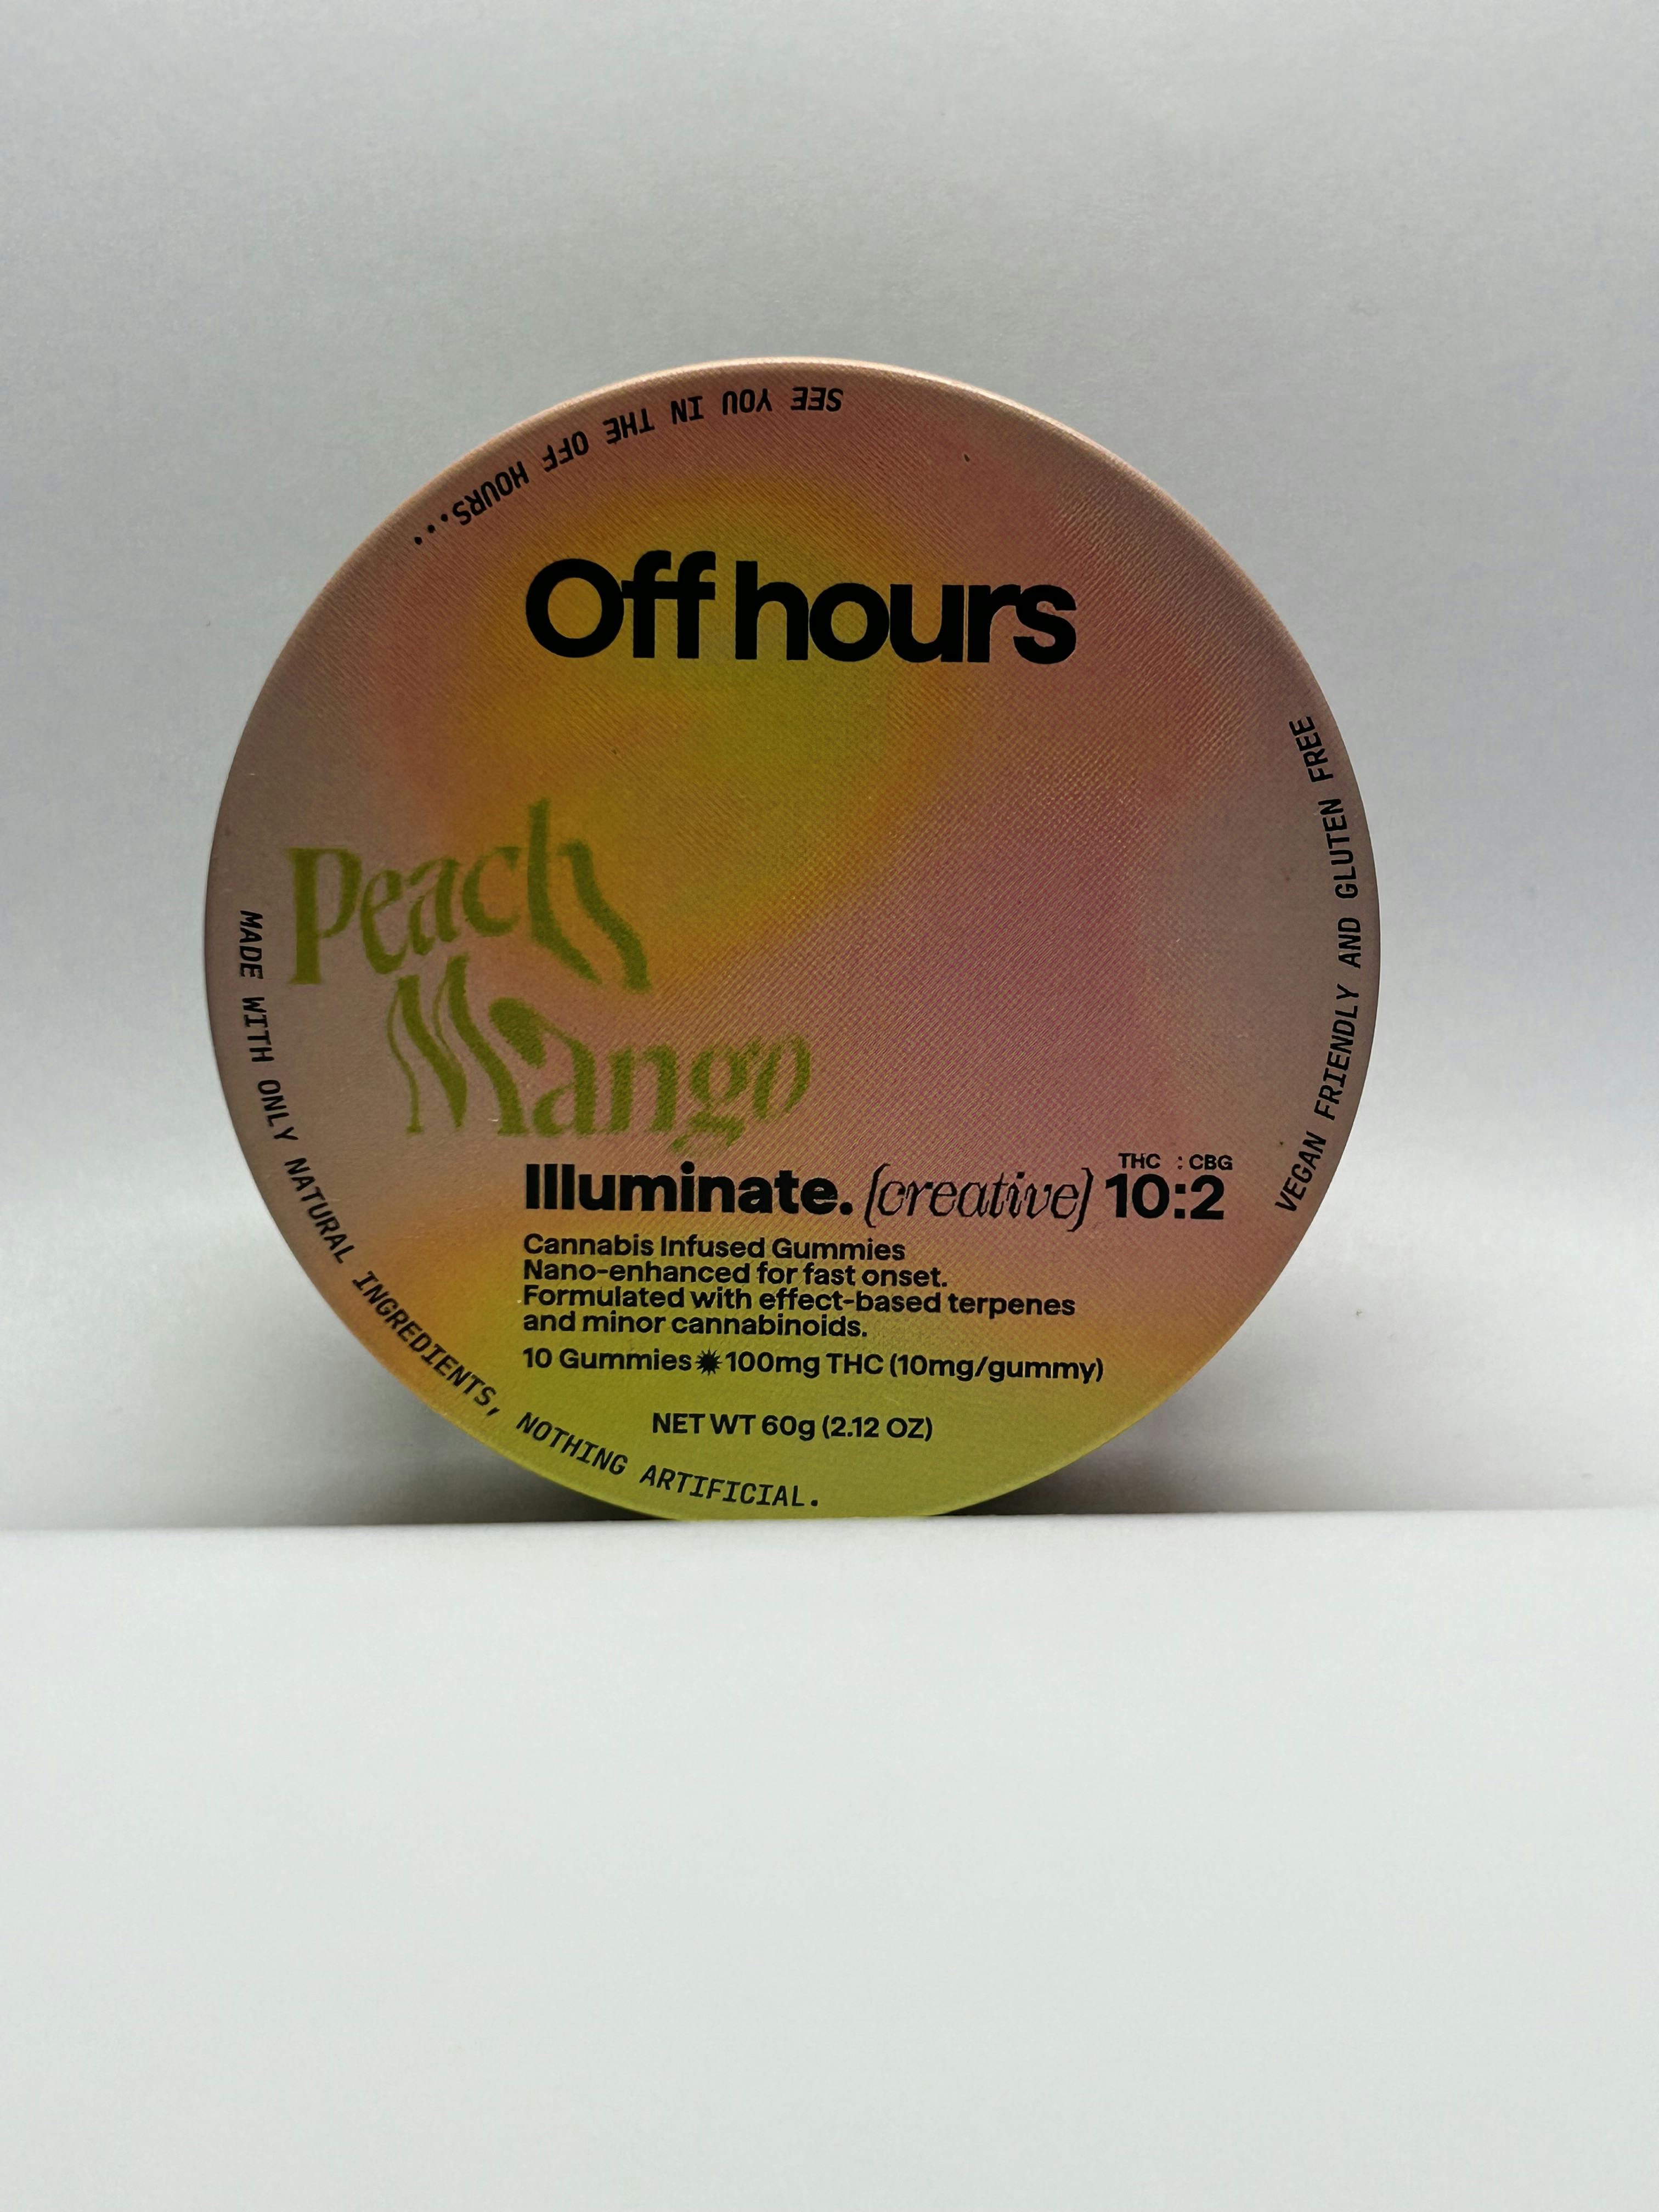 SEE YOU IN THE OFF HOURS...
Off hours
Peach
Mango
THC : CBG
Illuminate. (creative) 10:2
Cannabis Infused Gummies
Nano-enhanced for fast onset.
Formulated with effect-based terpenes
and minor cannabinoids.
10 Gummies✹100mg THC (10mg/gummy)
NET WT 60g (2.12 OZ)
MADE WITH ONLY NATURAL INGREDIENTS, NOTHING ARTIFICIAL.
VEGAN FRIENDLY AND GLUTEN FREE